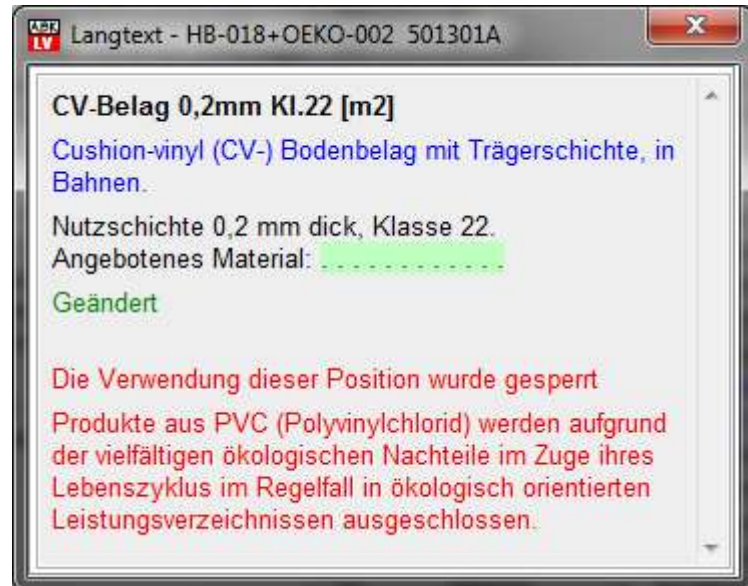 ABK
LV
Langtext - HB-018+OEKO-002 501301A
CV-Belag 0,2mm Kl.22 [m2]
Cushion-vinyl (CV-) Bodenbelag mit Trägerschichte, in
Bahnen.
Nutzschichte 0,2 mm dick, Klasse 22.
Angebotenes Material: . . . . . . . . . . . .
Geändert
Die Verwendung dieser Position wurde gesperrt
Produkte aus PVC (Polyvinylchlorid) werden aufgrund
der vielfältigen ökologischen Nachteile im Zuge ihres
Lebenszyklus im Regelfall in ökologisch orientierten
Leistungsverzeichnissen ausgeschlossen.